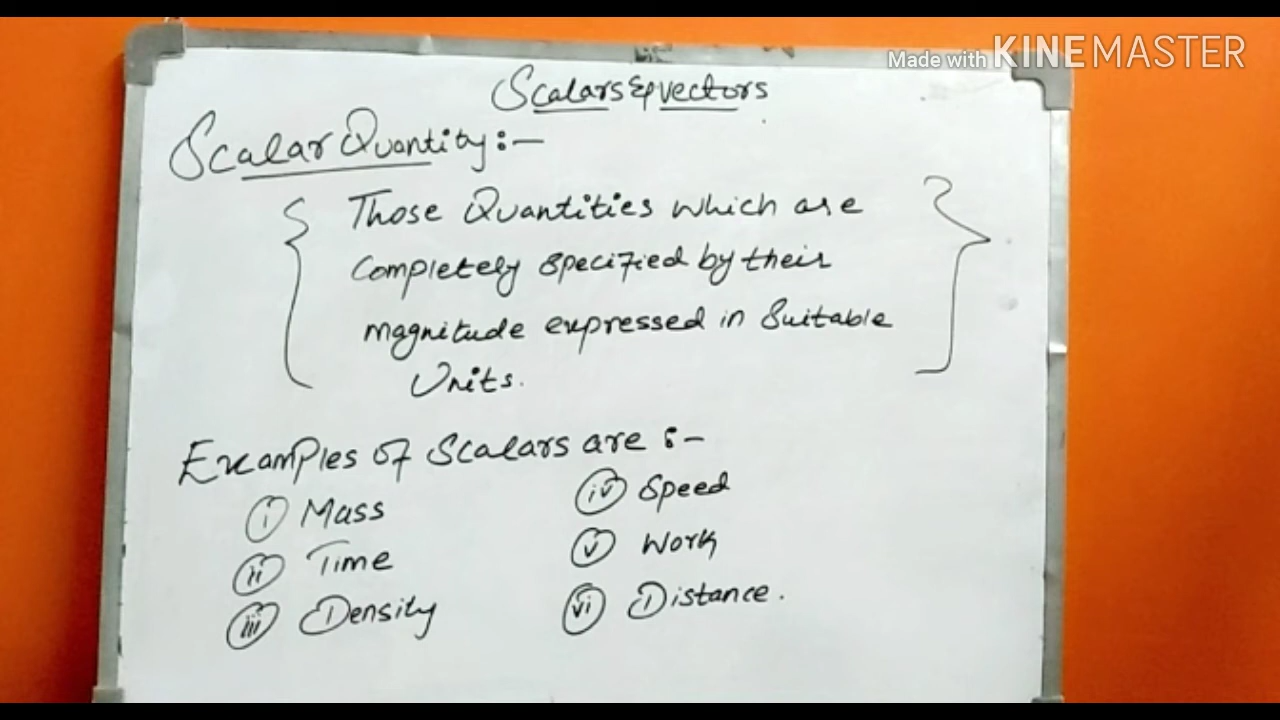 Made with KINEMASTER
Scalars & vectors
Scalar Quantity:-
{ Those Quantities which are }
completely specified by their
magnitude expressed in Suitable
Units.
Examples of Scalars are :-
(i) Mass
(ii) Time
(iii) Density
(iv) Speed
(v) Work
(vi) Distance.